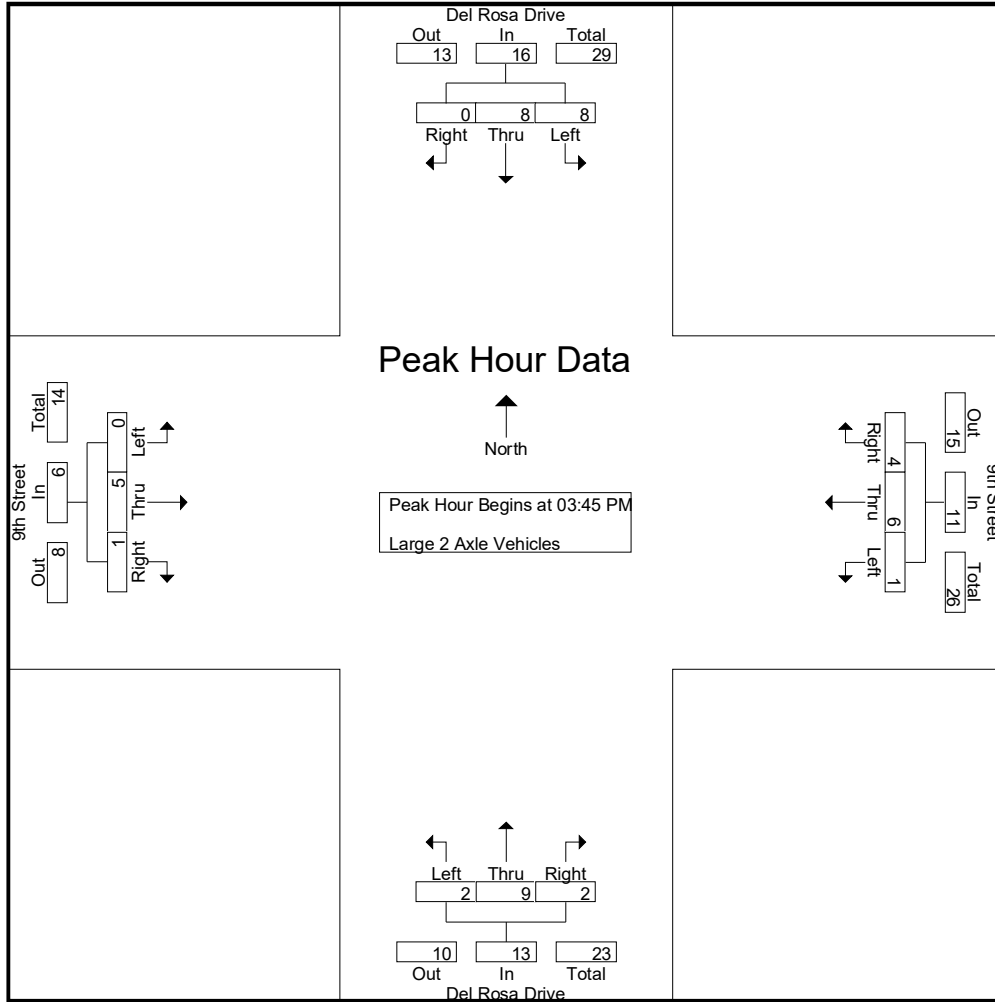 Del Rosa Drive
Out In Total
13 16 29
0 8 8
Right Thru Left
Peak Hour Data
North
Peak Hour Begins at 03:45 PM
Large 2 Axle Vehicles
9th Street
Out In Total
8 6 14
Left Thru Right
0 5 1
Right Thru Left
4 6 1
Out In Total
15 11 26
9th Street
Left Thru Right
2 9 2
10 13 23
Out In Total
Del Rosa Drive